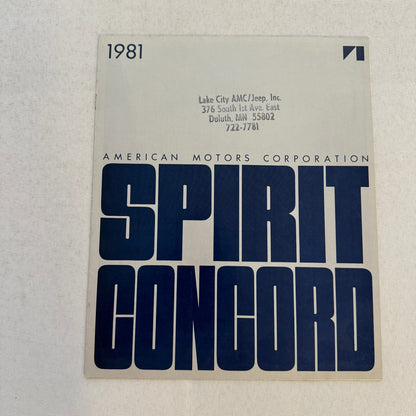 1981
Lake City AMC/Jeep, Inc.
376 South 1st Ave. East
Duluth, MN 55802
722-7781
AMERICAN MOTORS CORPORATION
SPIRIT
CONCORD